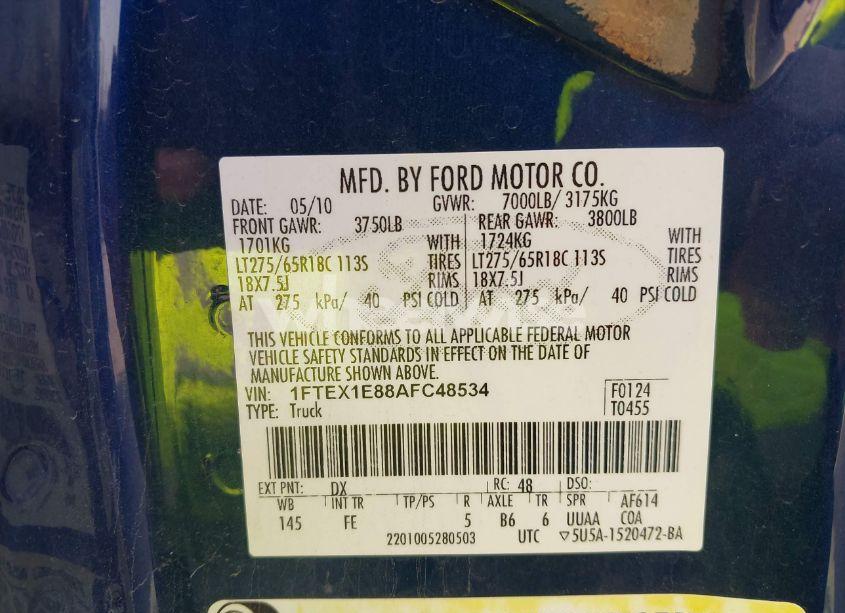 MFD. BY FORD MOTOR CO.
DATE: 05/10 GVWR: 7000LB/ 3175KG
FRONT GAWR: 3750LB REAR GAWR: 3800LB
1701KG WITH 1724KG WITH
LT275/65R18C 113S TIRES LT275/65R18C 113S TIRES
18X7.5J RIMS 18X7.5J RIMS
AT 275 kPa/ 40 PSI COLD AT 275 kPa/ 40 PSI COLD
THIS VEHICLE CONFORMS TO ALL APPLICABLE FEDERAL MOTOR
VEHICLE SAFETY STANDARDS IN EFFECT ON THE DATE OF
MANUFACTURE SHOWN ABOVE.
VIN: 1FTEX1E88AFC48534 F0124
TYPE: Truck T0455
EXT PNT: DX RC: 48 DSO:
WB INT TR TP/PS R AXLE TR SPR AF614
145 FE 5 B6 6 UUAA COA
2201005280503 UTC ▽5U5A-1520472-BA